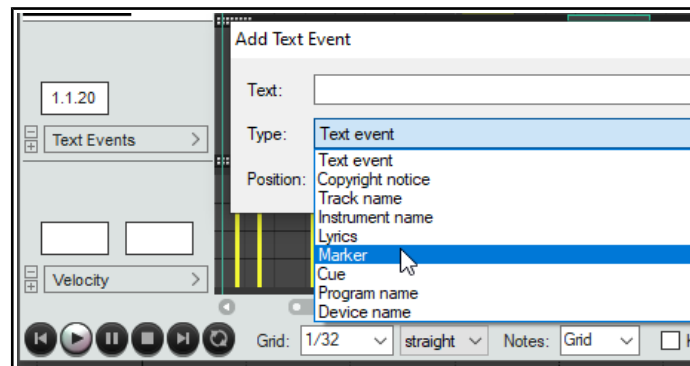 Add Text Event
Text:
1.1.20
Type: Text event
Text Events
Text event
Copyright notice
Position:
Track name
Instrument name
Lyrics
Marker
Cue
Velocity
Program name
Device name
Grid: 1/32 straight Notes: Grid